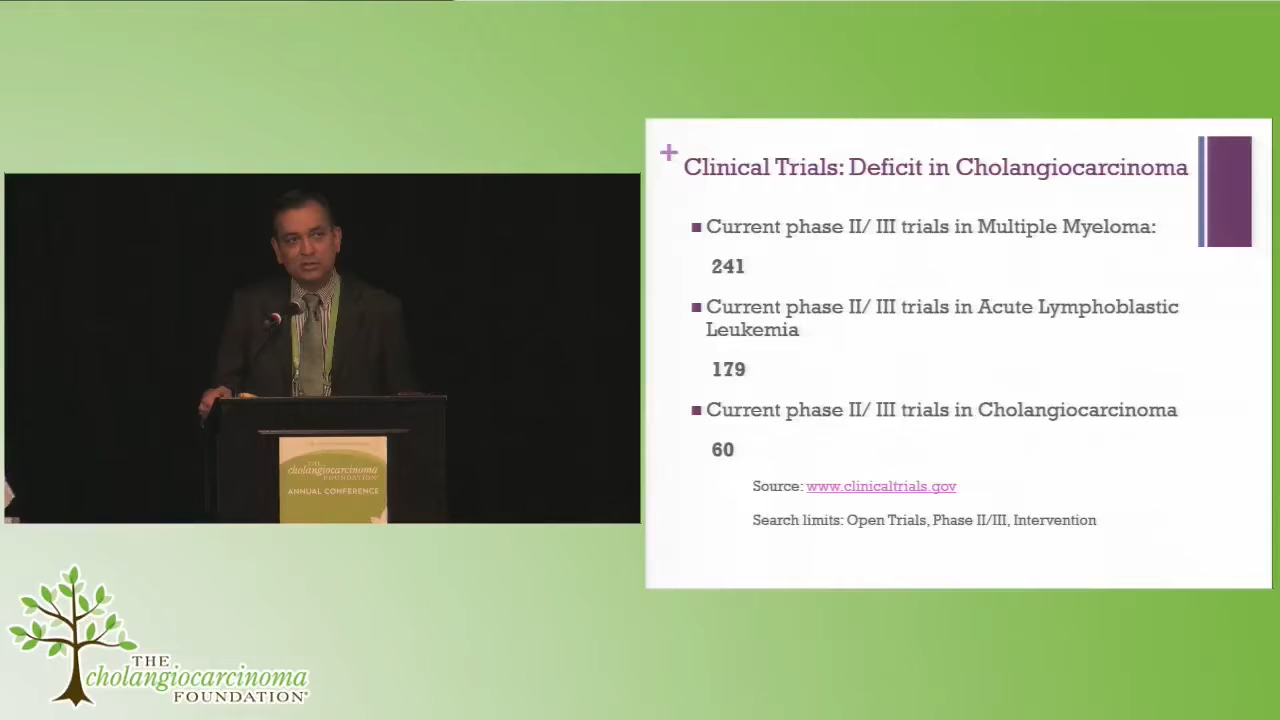 +
Clinical Trials: Deficit in Cholangiocarcinoma
Current phase II/ III trials in Multiple Myeloma:
241
Current phase II/ III trials in Acute Lymphoblastic
Leukemia
179
Current phase II/ III trials in Cholangiocarcinoma
60
Source: www.clinicaltrials.gov
Search limits: Open Trials, Phase II/III, Intervention
THE
cholangiocarcinoma
FOUNDATION
ANNUAL CONFERENCE
THE
cholangiocarcinoma
FOUNDATION®